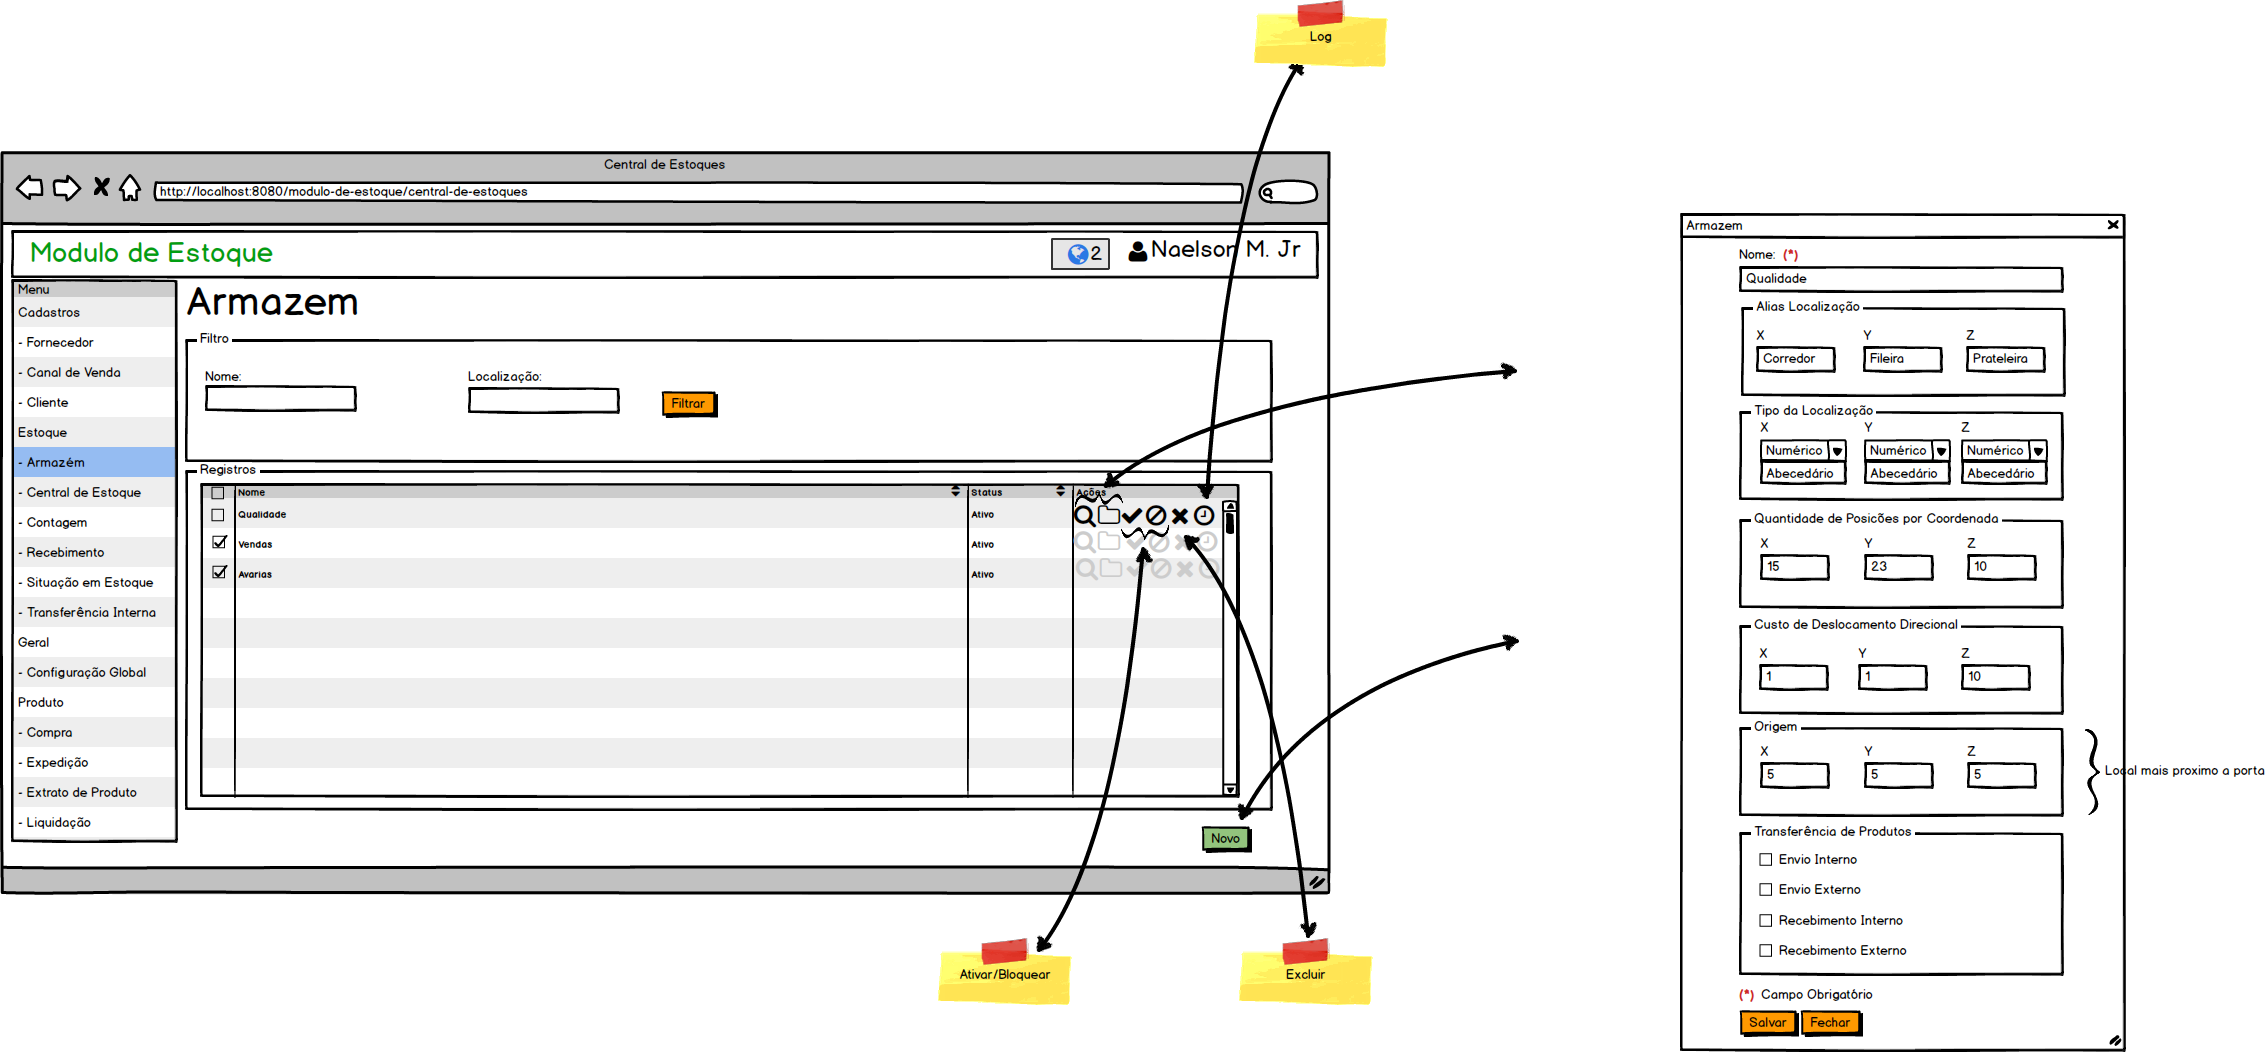 Log
Central de Estoques
http://localhost:8080/modulo-de-estoque/central-de-estoques
Modulo de Estoque
2
Naelson M. Jr
Menu
Cadastros
- Fornecedor
- Canal de Venda
- Cliente
Estoque
- Armazém
- Central de Estoque
- Contagem
- Recebimento
- Situação em Estoque
- Transferência Interna
Geral
- Configuração Global
Produto
- Compra
- Expedição
- Extrato de Produto
- Liquidação
Armazem
Filtro
Nome: Localização:
Filtrar
Registros
Nome Status Ações
Qualidade Ativo
Vendas Ativo
Avarias Ativo
Novo
Ativar/Bloquear
Excluir
Armazem
Nome: (*)
Qualidade
Alias Localização
X Y Z
Corredor Fileira Prateleira
Tipo da Localização
X Y Z
Numérico Numérico Numérico
Abecedário Abecedário Abecedário
Quantidade de Posicões por Coordenada
X Y Z
15 23 10
Custo de Deslocamento Direcional
X Y Z
1 1 10
Origem
X Y Z
5 5 5
Local mais proximo a porta
Transferência de Produtos
Envio Interno
Envio Externo
Recebimento Interno
Recebimento Externo
(*) Campo Obrigatório
Salvar Fechar